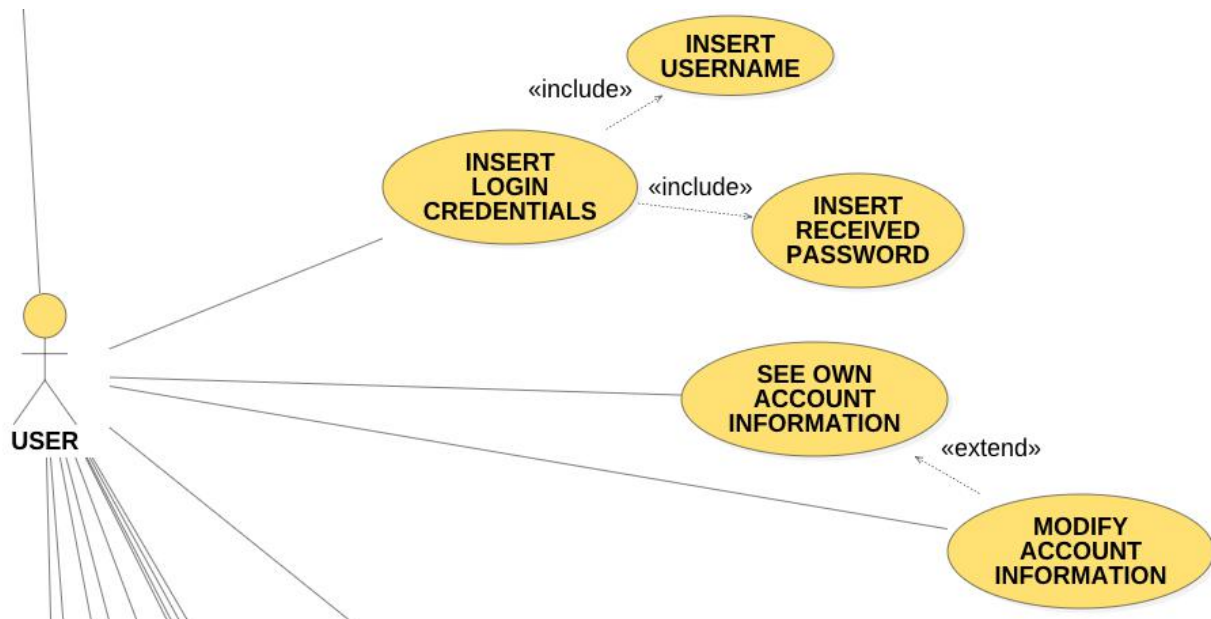 INSERT
USERNAME
«include»
INSERT
LOGIN
CREDENTIALS
«include»
INSERT
RECEIVED
PASSWORD
SEE OWN
ACCOUNT
INFORMATION
USER
«extend»
MODIFY
ACCOUNT
INFORMATION